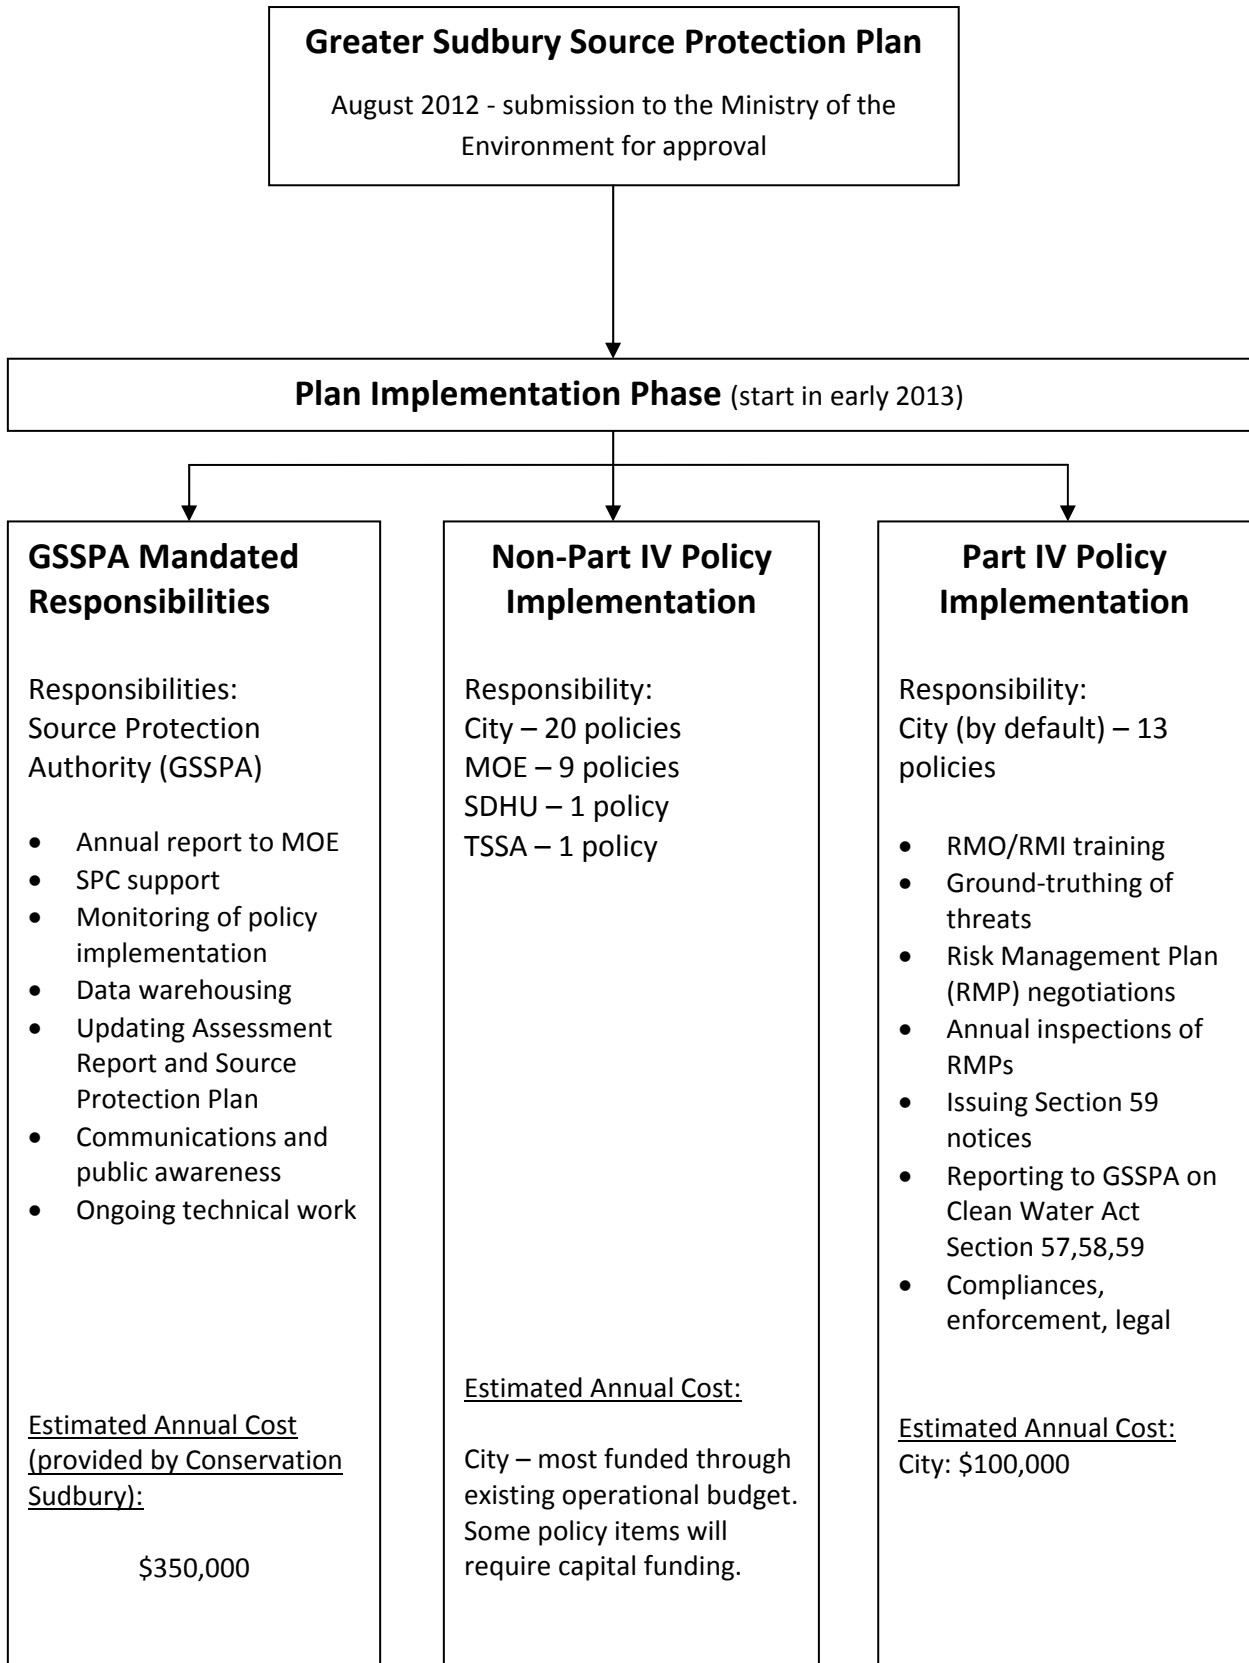 Greater Sudbury Source Protection Plan
August 2012 - submission to the Ministry of the
Environment for approval
Plan Implementation Phase (start in early 2013)
GSSPA Mandated
Responsibilities
Responsibilities:
Source Protection
Authority (GSSPA)
• Annual report to MOE
• SPC support
• Monitoring of policy
implementation
• Data warehousing
• Updating Assessment
Report and Source
Protection Plan
• Communications and
public awareness
• Ongoing technical work
Estimated Annual Cost
(provided by Conservation
Sudbury):
$350,000
Non-Part IV Policy
Implementation
Responsibility:
City – 20 policies
MOE – 9 policies
SDHU – 1 policy
TSSA – 1 policy
Estimated Annual Cost:
City – most funded through
existing operational budget.
Some policy items will
require capital funding.
Part IV Policy
Implementation
Responsibility:
City (by default) – 13
policies
• RMO/RMI training
• Ground-truthing of
threats
• Risk Management Plan
(RMP) negotiations
• Annual inspections of
RMPs
• Issuing Section 59
notices
• Reporting to GSSPA on
Clean Water Act
Section 57,58,59
• Compliances,
enforcement, legal
Estimated Annual Cost:
City: $100,000